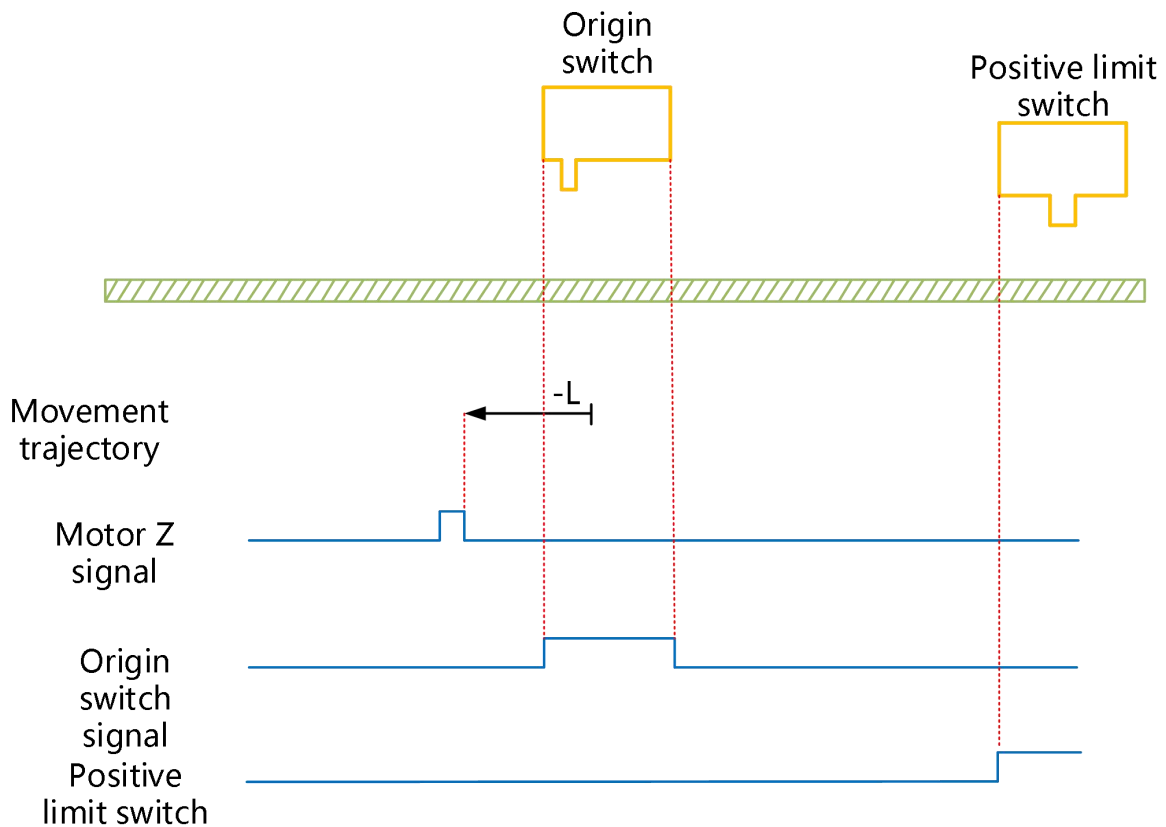 Origin
switch
Positive limit
switch
-L
Movement
trajectory
Motor Z
signal
Origin
switch
signal
Positive
limit switch